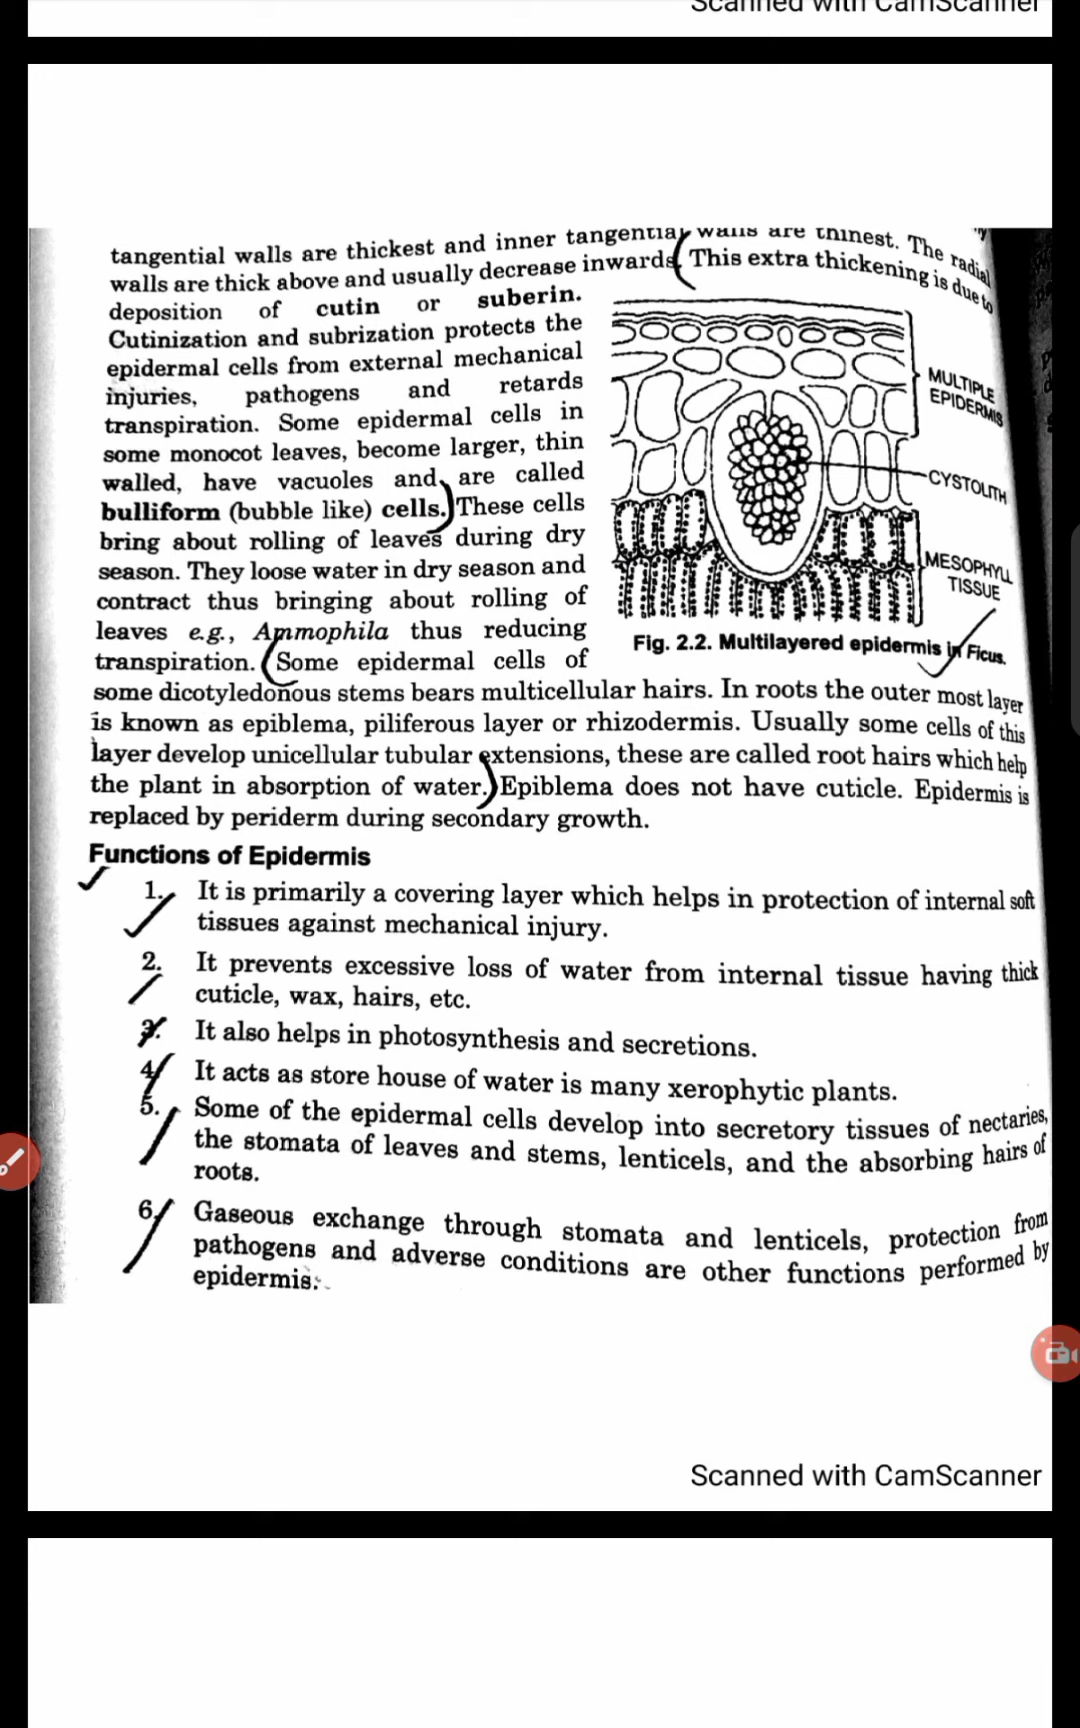 Scanned with CamScanner
tangential walls are thickest and inner tangential walls are thinest. The radial
walls are thick above and usually decrease inwards. This extra thickening is due to
deposition of cutin or suberin.
Cutinization and subrization protects the
epidermal cells from external mechanical
injuries, pathogens and retards
transpiration. Some epidermal cells in
some monocot leaves, become larger, thin
walled, have vacuoles and are called
bulliform (bubble like) cells. These cells
bring about rolling of leaves during dry
season. They loose water in dry season and
contract thus bringing about rolling of
leaves e.g., Ammophila thus reducing
transpiration. Some epidermal cells of
MULTIPLE
EPIDERMIS
CYSTOLITH
MESOPHYLL
TISSUE
Fig. 2.2. Multilayered epidermis in Ficus.
some dicotyledonous stems bears multicellular hairs. In roots the outer most layer
is known as epiblema, piliferous layer or rhizodermis. Usually some cells of this
layer develop unicellular tubular extensions, these are called root hairs which help
the plant in absorption of water. Epiblema does not have cuticle. Epidermis is
replaced by periderm during secondary growth.
Functions of Epidermis
1. It is primarily a covering layer which helps in protection of internal soft
tissues against mechanical injury.
2. It prevents excessive loss of water from internal tissue having thick
cuticle, wax, hairs, etc.
3. It also helps in photosynthesis and secretions.
4. It acts as store house of water is many xerophytic plants.
5. Some of the epidermal cells develop into secretory tissues of nectaries,
the stomata of leaves and stems, lenticels, and the absorbing hairs of
roots.
6. Gaseous exchange through stomata and lenticels, protection from
pathogens and adverse conditions are other functions performed by
epidermis.
Scanned with CamScanner